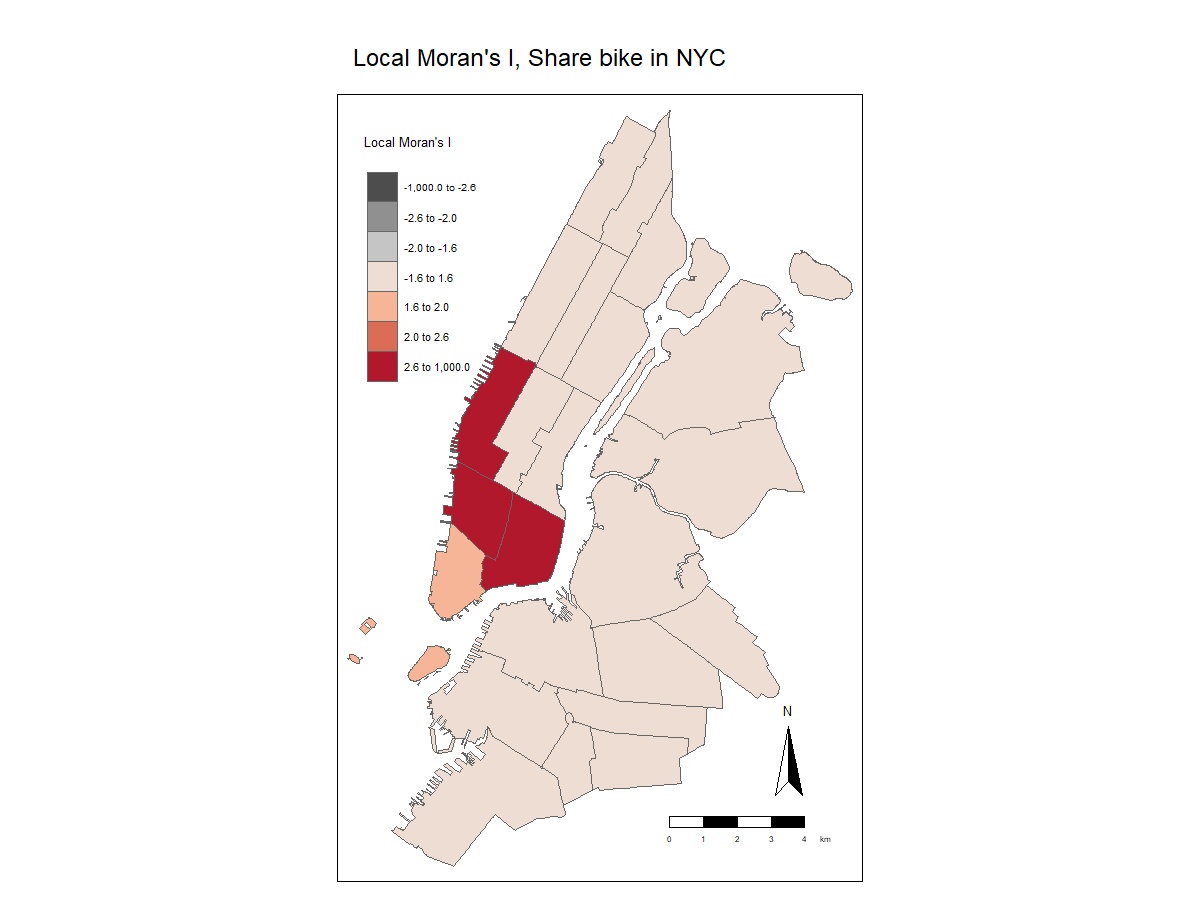 Local Moran's I, Share bike in NYC
Local Moran's I
-1,000.0 to -2.6
-2.6 to -2.0
-2.0 to -1.6
-1.6 to 1.6
1.6 to 2.0
2.0 to 2.6
2.6 to 1,000.0
N
0 1 2 3 4 km